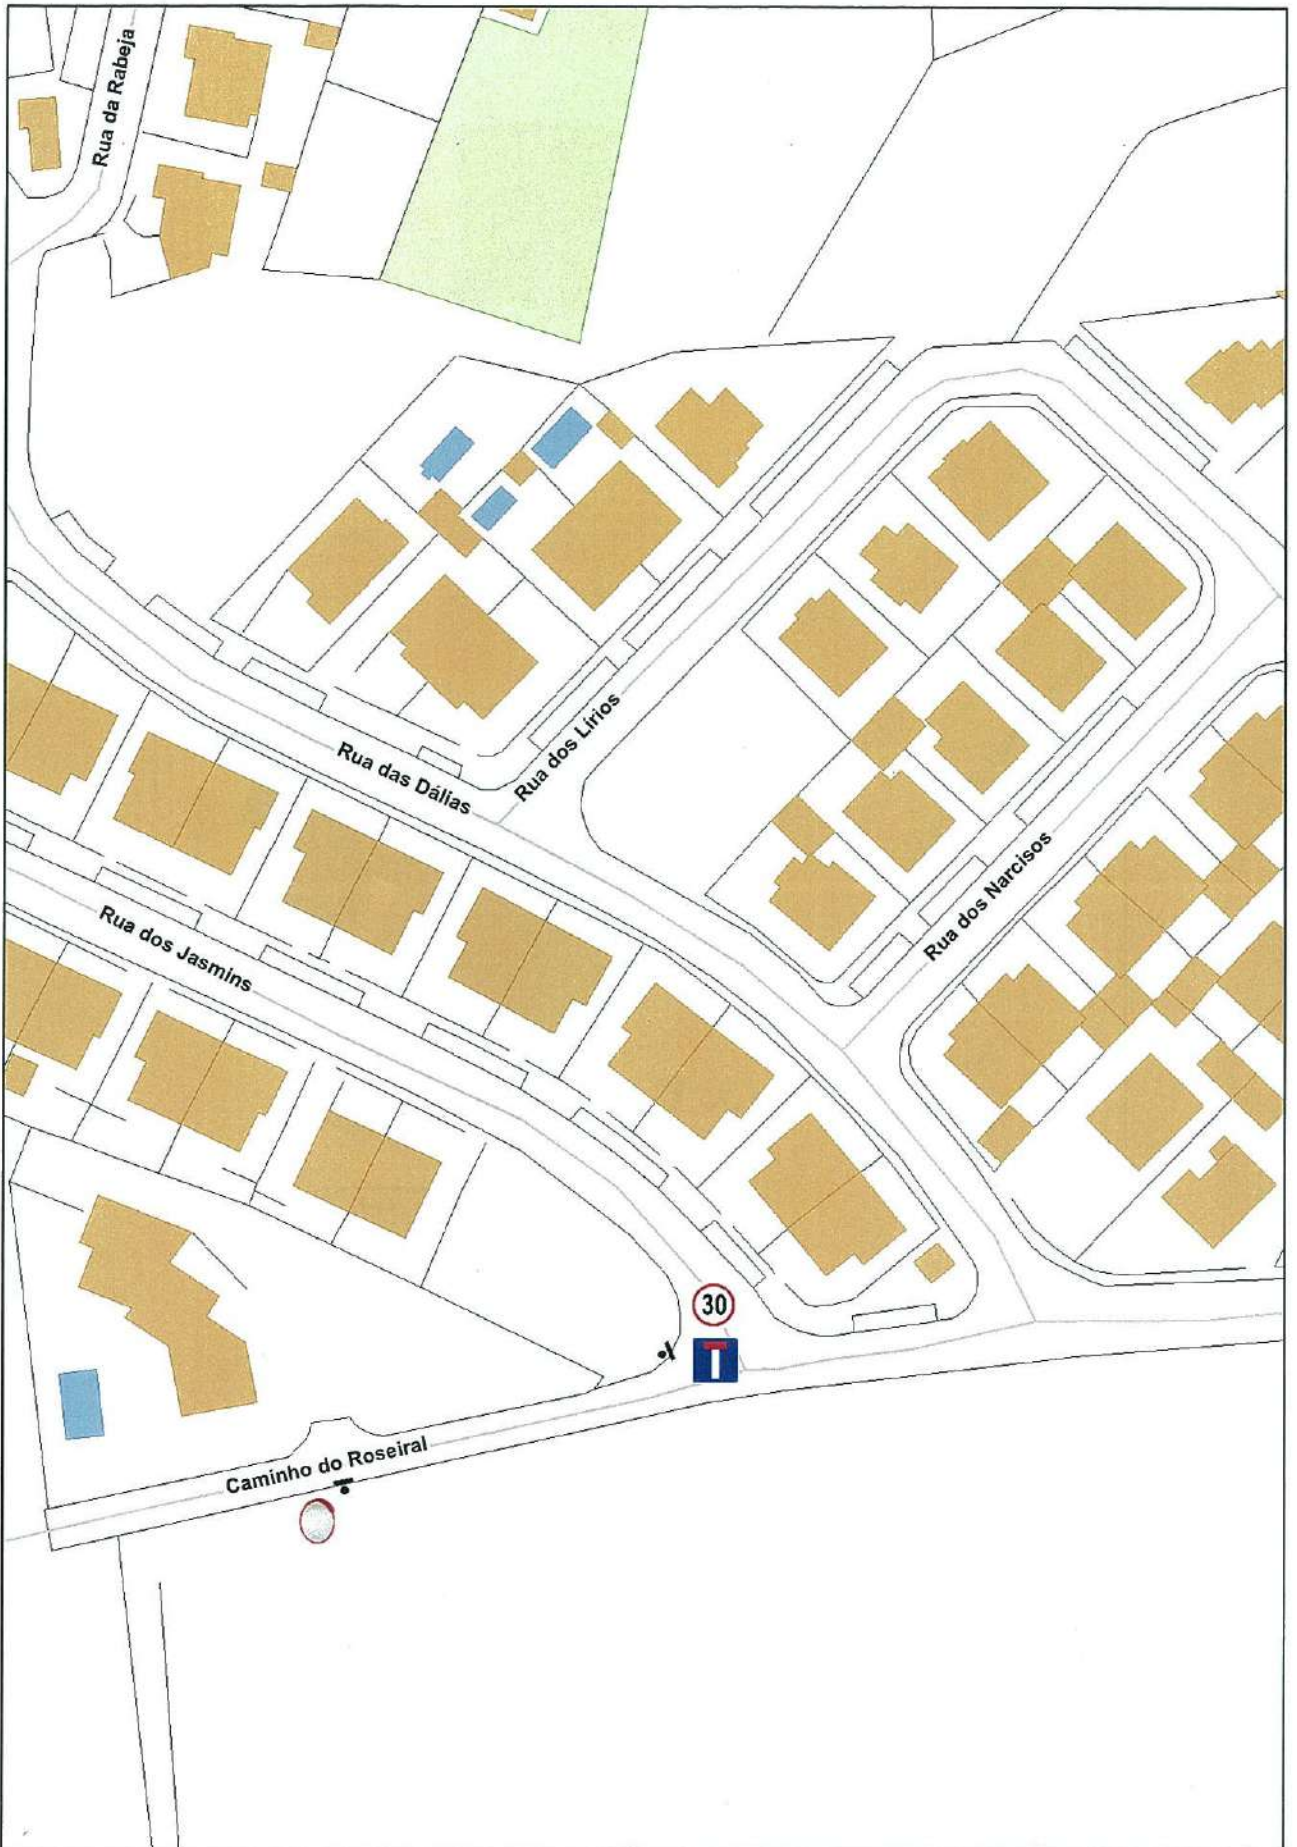 Rua da Rabeja
Rua das Dálias
Rua dos Lírios
Rua dos Narcisos
Rua dos Jasmins
30
Caminho do Roseiral